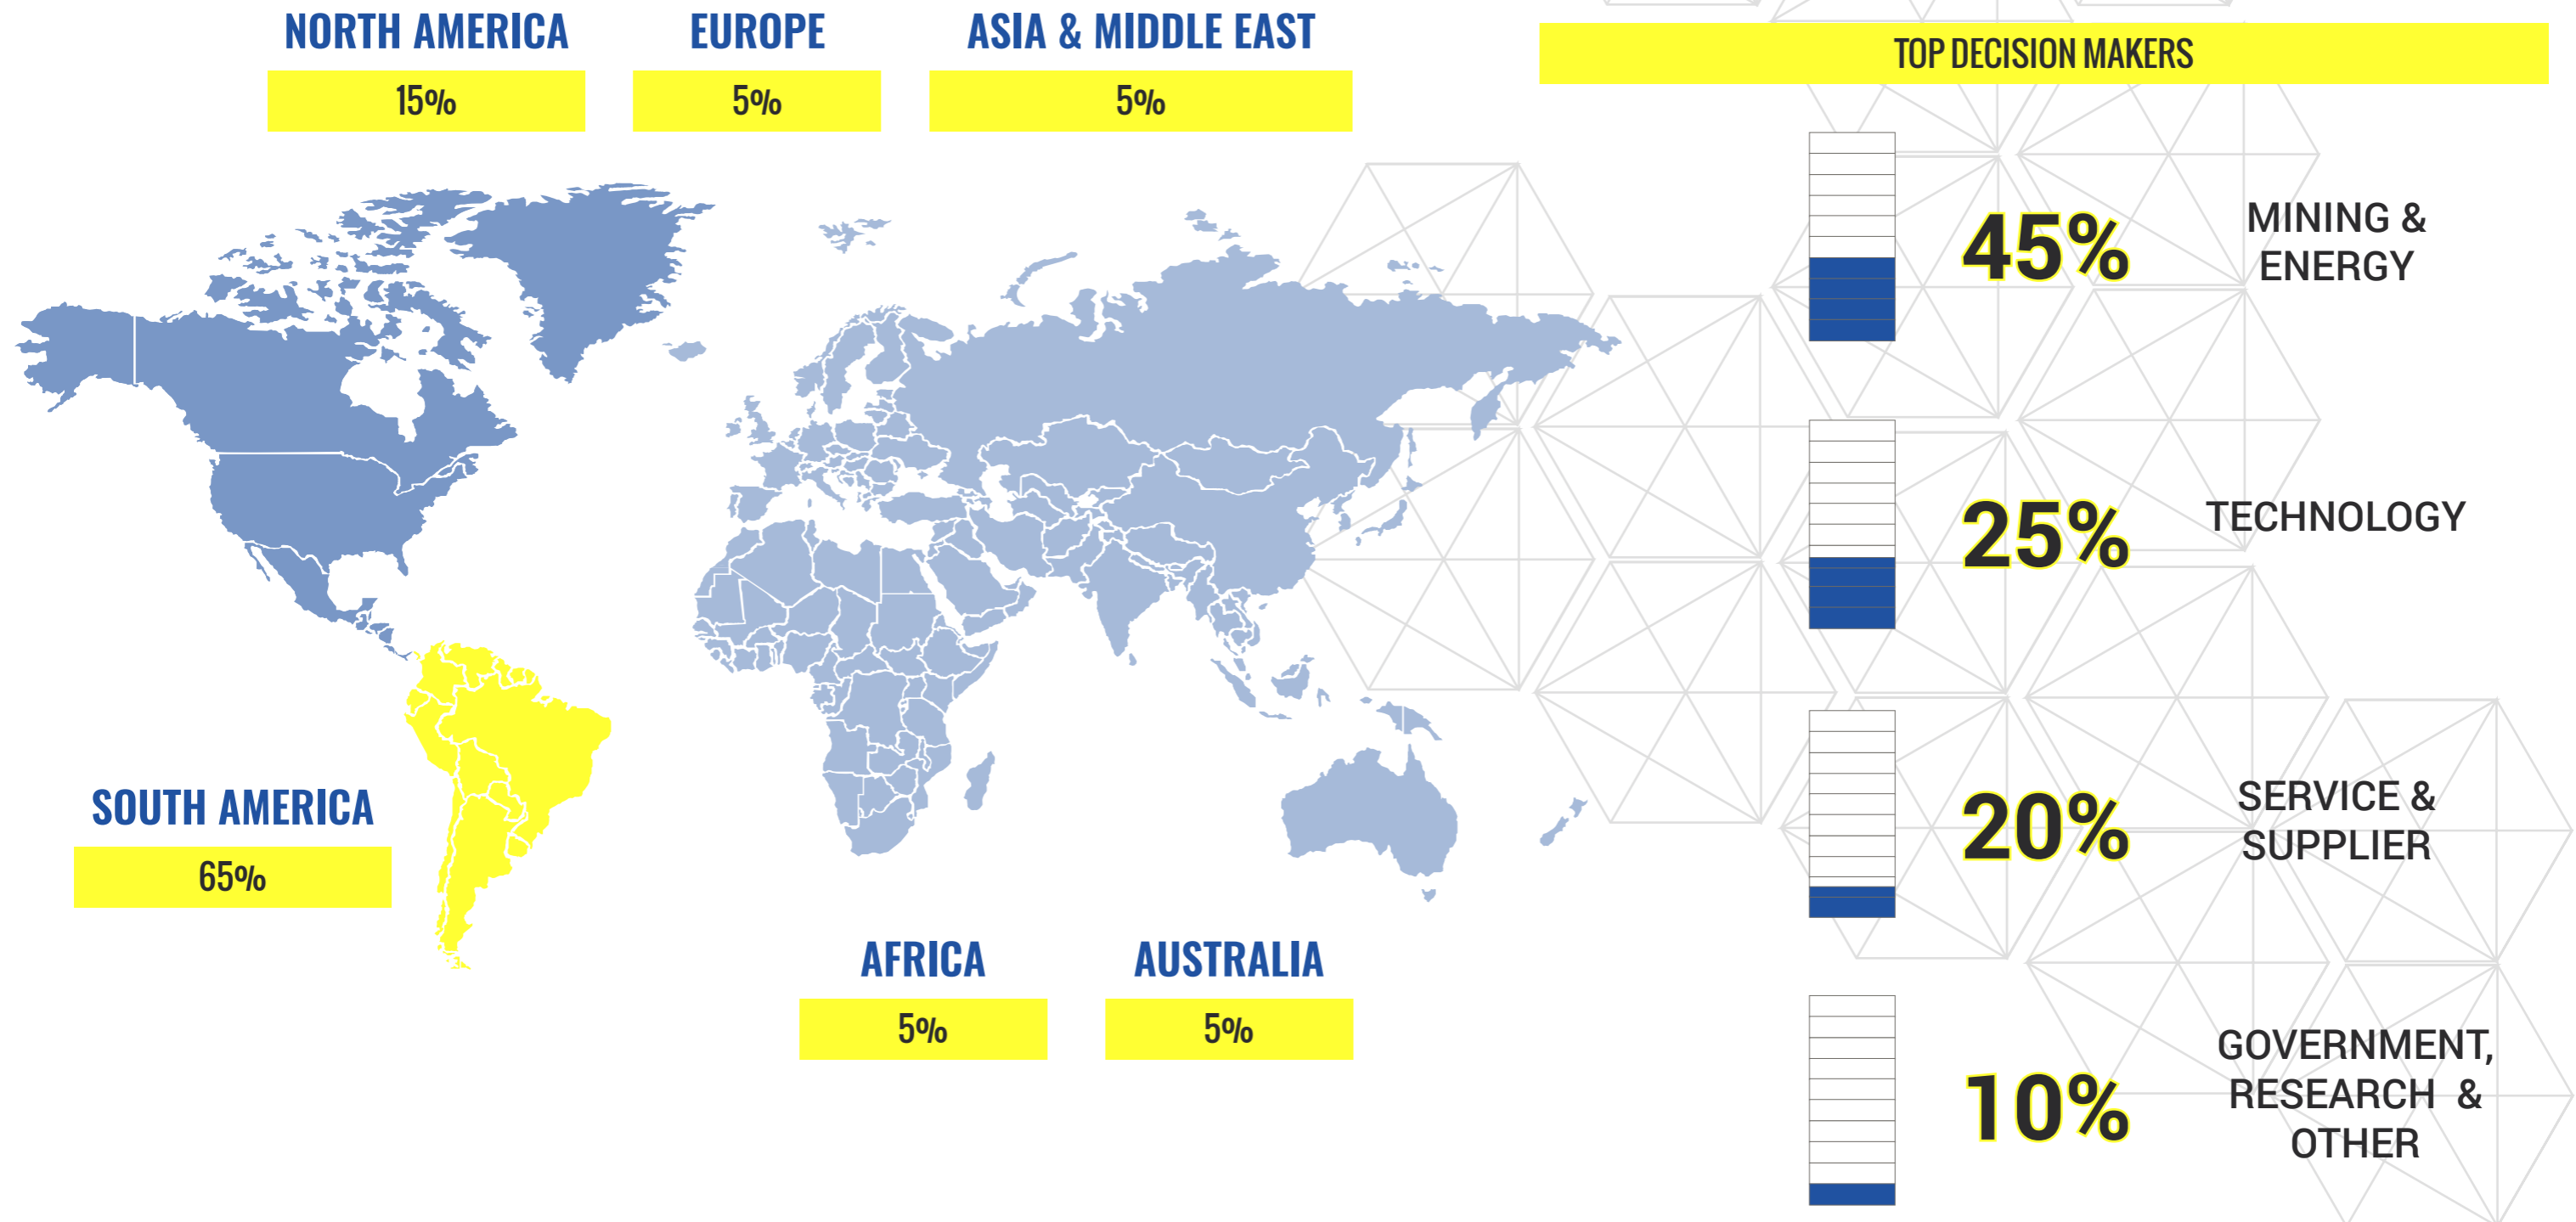 NORTH AMERICA
15%
EUROPE
5%
ASIA & MIDDLE EAST
5%
SOUTH AMERICA
65%
AFRICA
5%
AUSTRALIA
5%
TOP DECISION MAKERS
45%
MINING &
ENERGY
25%
TECHNOLOGY
20%
SERVICE &
SUPPLIER
10%
GOVERNMENT,
RESEARCH &
OTHER